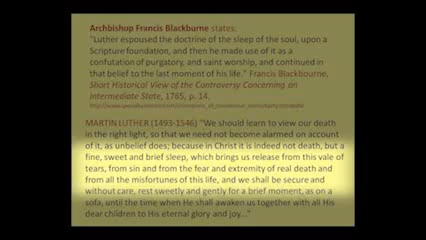 Archbishop Francis Blackburne states:
"Luther espoused the doctrine of the sleep of the soul, upon a
Scripture foundation, and then he made use of it as a
confutation of purgatory, and saint worship, and continued in
that belief to the last moment of his life." Francis Blackbourne,
Short Historical View of the Controversy Concerning an
Intermediate State, 1765, p. 14.
MARTIN LUTHER (1493-1546) "We should learn to view our death
in the right light, so that we need not become alarmed on account
of it, as unbelief does; because in Christ it is indeed not death, but a
fine, sweet and brief sleep, which brings us release from this vale of
tears, from sin and from the fear and extremity of real death and
from all the misfortunes of this life, and we shall be secure and
without care, rest sweetly and gently for a brief moment, as on a
sofa, until the time when He shall awaken us together with all His
dear children to His eternal glory and joy..."